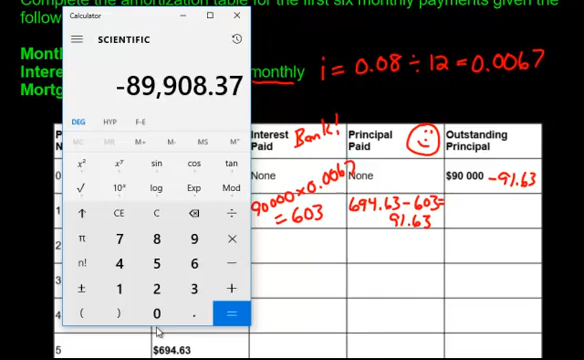 Complete the amortization table for the first six monthly payments given the
follow
Month
Interes
monthly
Mortg
i = 0.08 ÷ 12 = 0.0067
Calculator
SCIENTIFIC
-89,908.37
DEG HYP F-E
MC MR M+ M- MS M˅
x² xʸ sin cos tan
√ 10ˣ log Exp Mod
↑ CE C ⌫ ÷
π 7 8 9 ×
n! 4 5 6 −
± 1 2 3 +
( ) 0 . =
P
N
Interest
Paid
Bank!
Principal
Paid
Outstanding
Principal
0
None
None
$90 000 -91.63
1
90000×0.0067
= 603
694.63-603=
91.63
2
3
4
5
$694.63